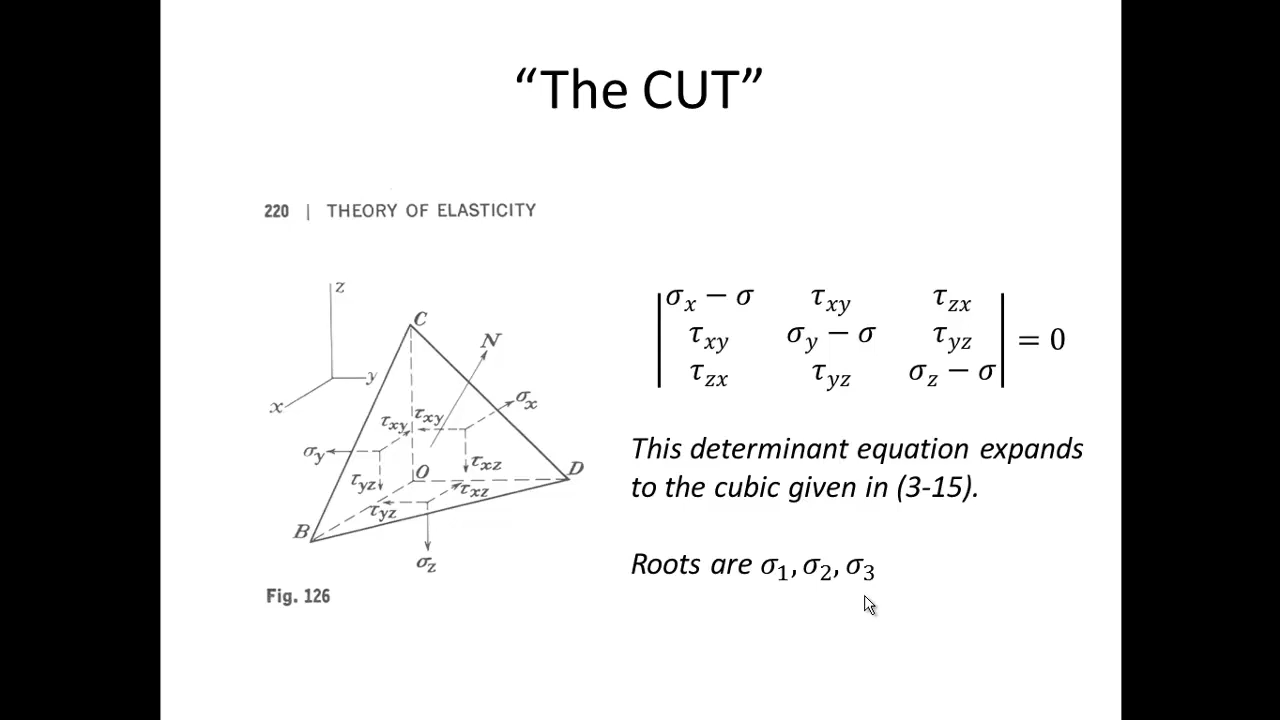 “The CUT”
220 | THEORY OF ELASTICITY
z
y
x
C
N
σx
τxy τxy
σy
τxz
O
D
τyz
τxz
τyz
B
σz
Fig. 126
σx − σ τxy τzx
τxy σy − σ τyz = 0
τzx τyz σz − σ
This determinant equation expands
to the cubic given in (3-15).
Roots are σ1, σ2, σ3